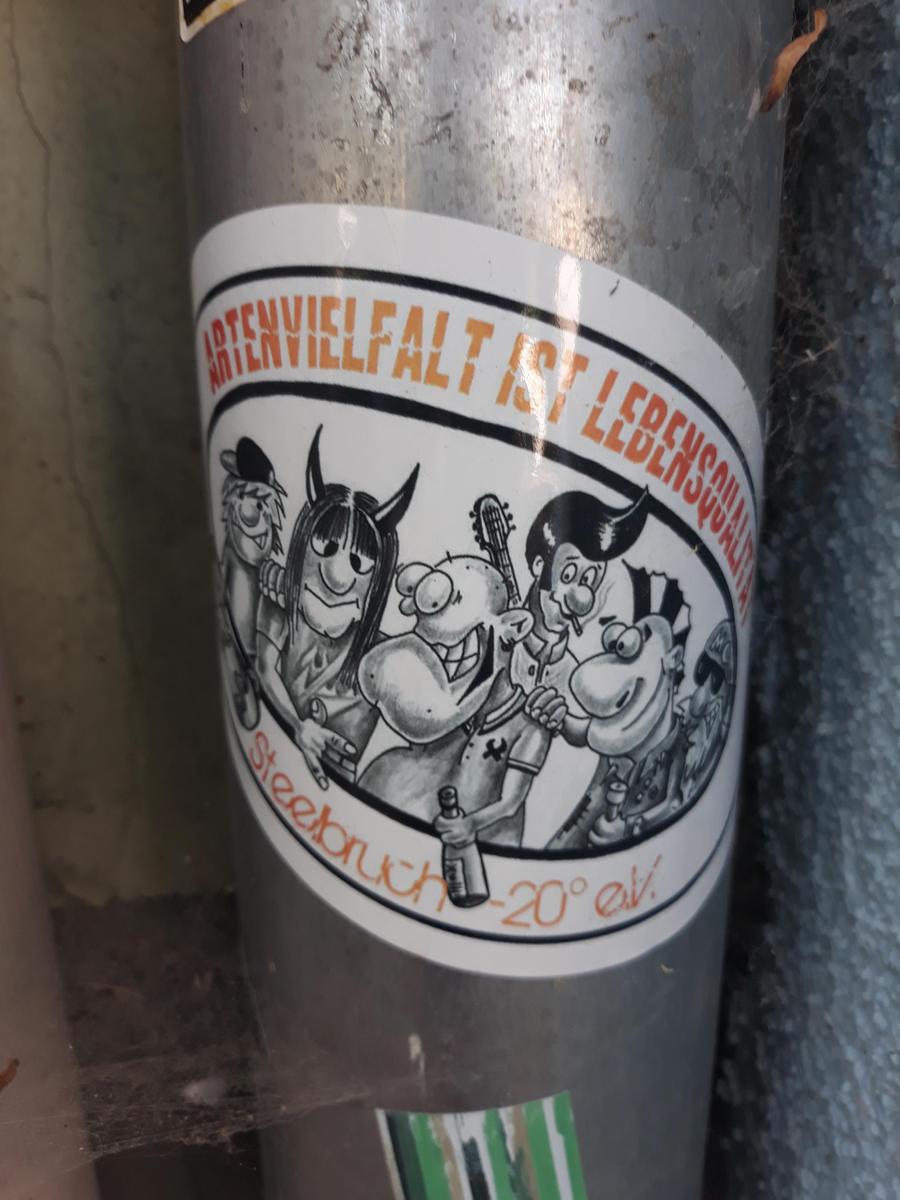 ARTENVIELFALT IST LEBENSQUALITÄT
Steelbruch -20° e.V.